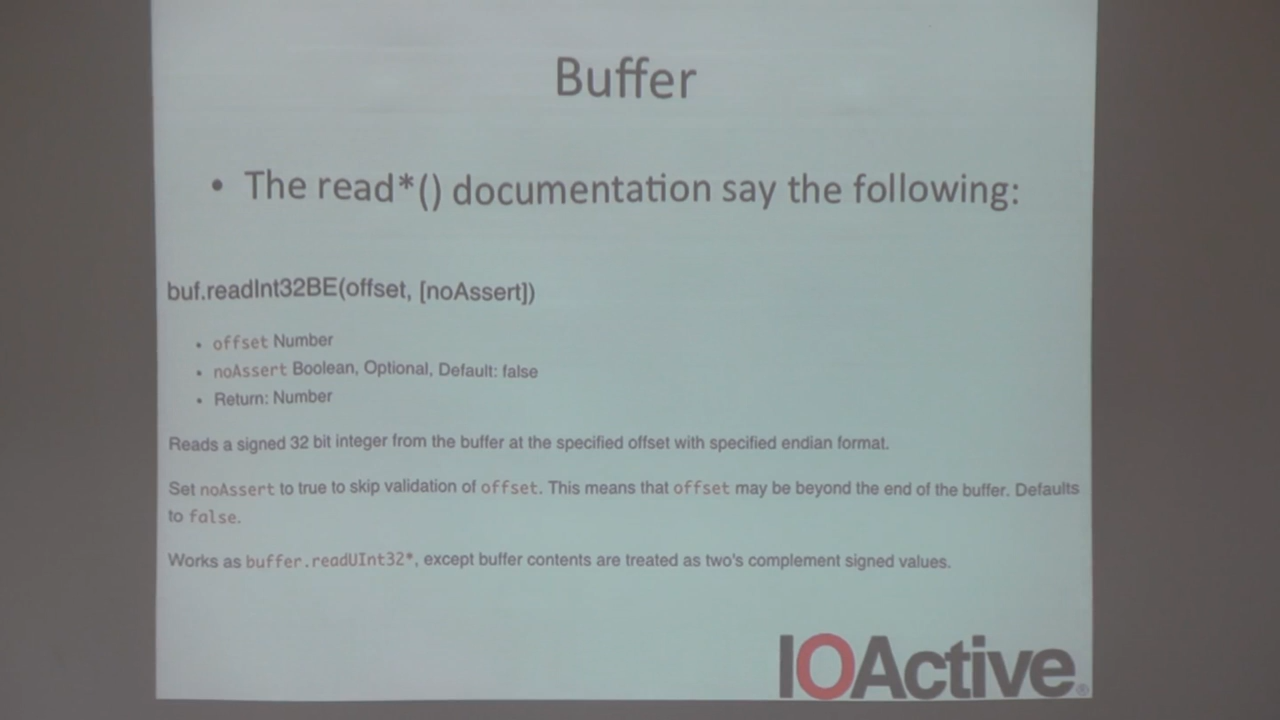 Buffer
• The read*() documentation say the following:
buf.readInt32BE(offset, [noAssert])
• offset Number
• noAssert Boolean, Optional, Default: false
• Return: Number
Reads a signed 32 bit integer from the buffer at the specified offset with specified endian format.
Set noAssert to true to skip validation of offset. This means that offset may be beyond the end of the buffer. Defaults
to false.
Works as buffer.readUInt32*, except buffer contents are treated as two's complement signed values.
IOActive®